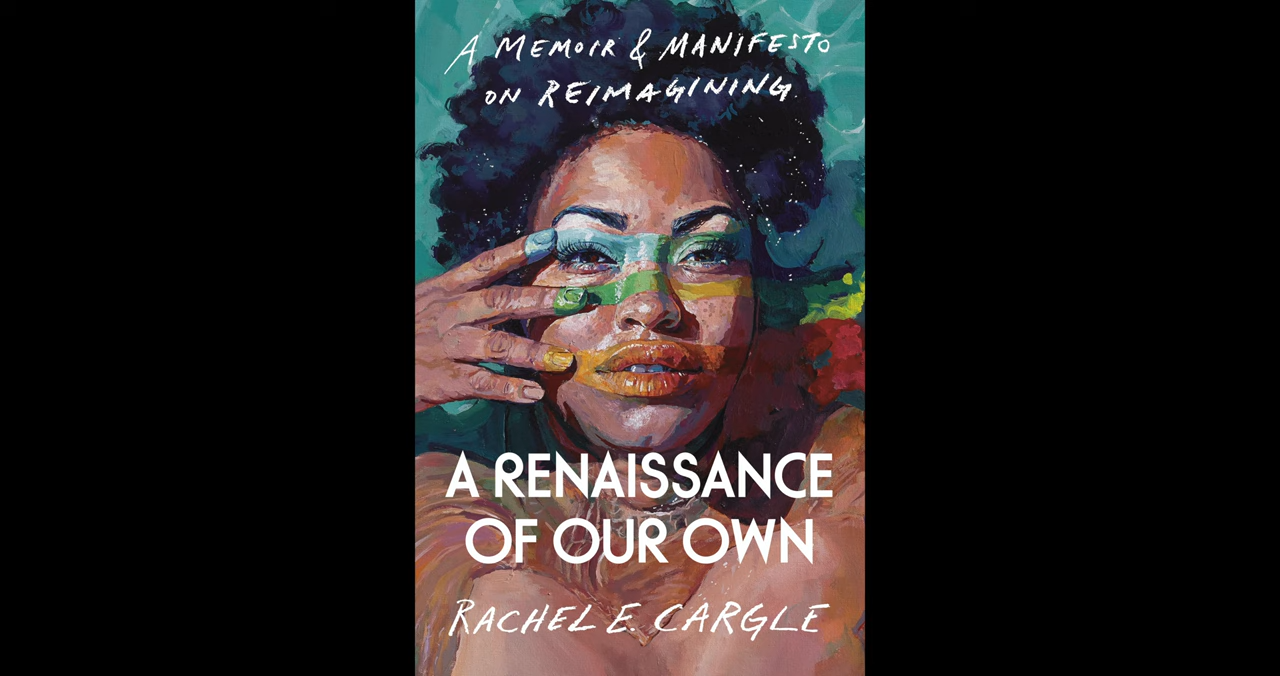 A MEMOIR & MANIFESTO
ON REIMAGINING
A RENAISSANCE
OF OUR OWN
RACHEL E. CARGLE